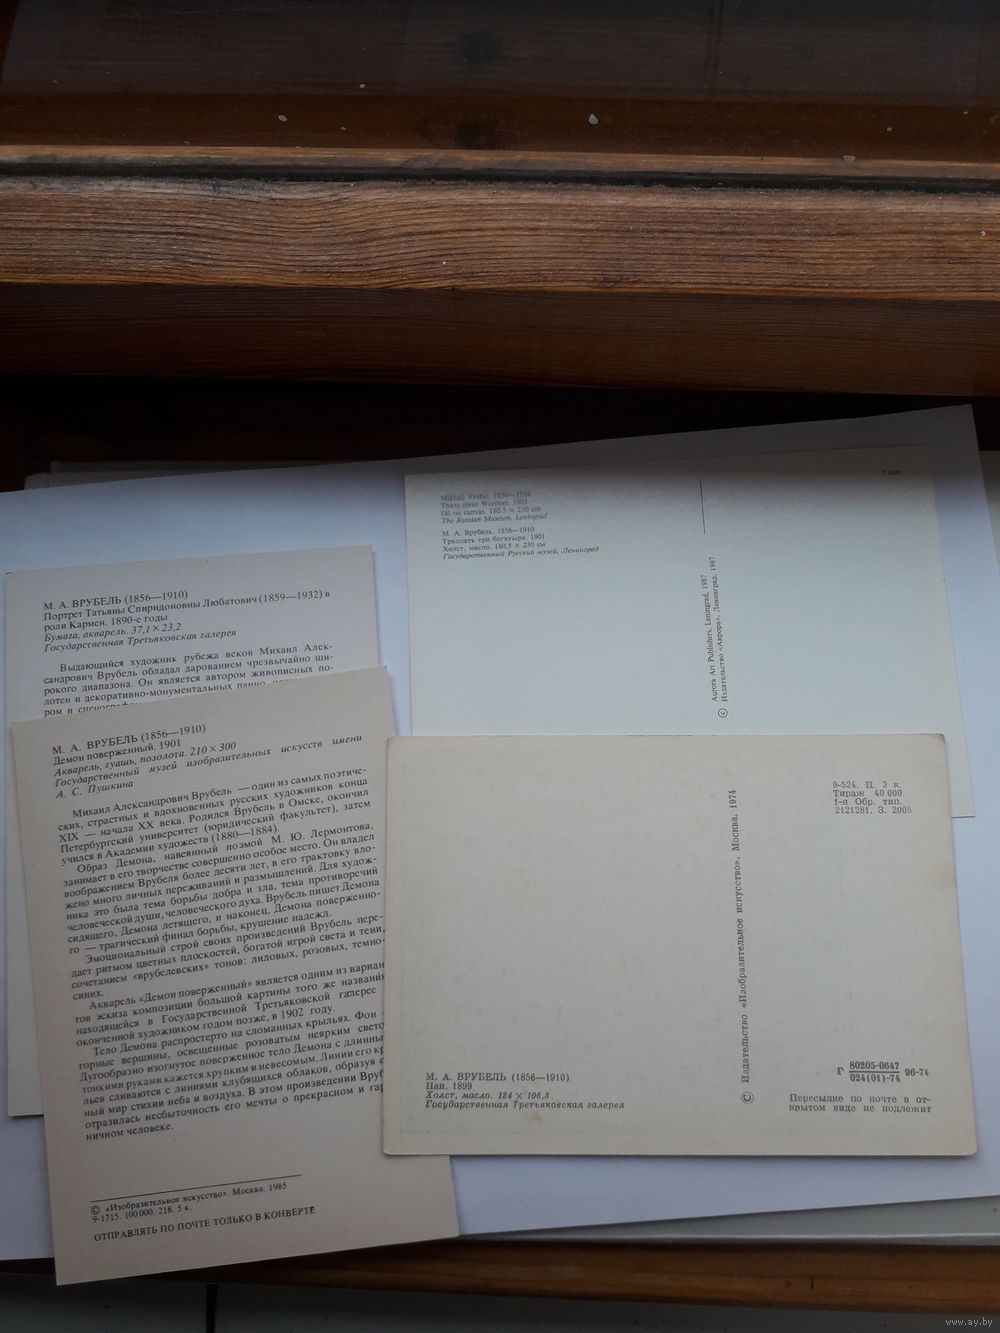 5 коп.
Mikhail Vrubel. 1856—1910
Thirty-three Warriors. 1901
Oil on canvas. 180.5 × 230 cm
The Russian Museum, Leningrad
М. А. Врубель. 1856—1910
Тридцать три богатыря. 1901
Холст, масло. 180,5 × 230 см
Государственный Русский музей, Ленинград
© Aurora Art Publishers, Leningrad, 1987
Издательство «Аврора», Ленинград, 1987
М. А. ВРУБЕЛЬ (1856—1910)
Портрет Татьяны Спиридоновны Любатович (1859—1932) в
роли Кармен. 1890-е годы
Бумага, акварель. 37,1 × 23,2
Государственная Третьяковская галерея
Выдающийся художник рубежа веков Михаил Алек-
сандрович Врубель обладал дарованием чрезвычайно ши-
рокого диапазона. Он является автором живописных по-
лотен и декоративно-монументальных панно,
ром и
М. А. ВРУБЕЛЬ (1856—1910)
Демон поверженный. 1901
Акварель, гуашь, позолота. 210 × 300
Государственный музей изобразительных искусств имени
А. С. Пушкина
Михаил Александрович Врубель — один из самых поэтиче-
ских, страстных и вдохновенных русских художников конца
XIX — начала XX века. Родился Врубель в Омске, окончил
Петербургский университет (юридический факультет), затем
учился в Академии художеств (1880—1884).
Образ Демона, навеянный поэмой М. Ю. Лермонтова,
занимает в его творчестве совершенно особое место. Он владел
воображением Врубеля более десяти лет, в его трактовку вло-
жено много личных переживаний и размышлений. Для худож-
ника это была тема борьбы добра и зла, тема противоречий
человеческой души, человеческого духа. Врубель пишет Демона
сидящего, Демона летящего, и наконец, Демона поверженно-
го — трагический финал борьбы, крушение надежд.
Эмоциональный строй своих произведений Врубель пере-
дает ритмом цветных плоскостей, богатой игрой света и тени,
сочетанием «врубелевских» тонов: лиловых, розовых, темно-
синих.
Акварель «Демон поверженный» является одним из вариан
тов эскиза композиции большой картины того же названия
находящейся в Государственной Третьяковской галерее
оконченной художником годом позже, в 1902 году.
Тело Демона распростерто на сломанных крыльях. Фон -
горные вершины, освещенные розоватым неярким свето
Дугообразно изогнутое поверженное тело Демона с длинны
тонкими руками кажется хрупким и невесомым. Линии его кр
льев сливаются с линиями клубящихся облаков, образуя е
ный мир стихии неба и воздуха. В этом произведении Вруб
отразилась несбыточность его мечты о прекрасном и гар
ничном человеке.
© «Изобразительное искусство». Москва. 1985
9-1715. 100 000. 218. 5 к.
ОТПРАВЛЯТЬ ПО ПОЧТЕ ТОЛЬКО В КОНВЕРТЕ
9-524. Ц. 3 к.
Тираж 40 000
1-я Обр. тип.
2121281. З. 2005
© Издательство «Изобразительное искусство». Москва. 1974
М. А. ВРУБЕЛЬ (1856—1910)
Пан. 1899
Холст, масло. 124 × 106,3
Государственная Третьяковская галерея
Г 80205-0647 96-74
024(01)-74
Пересылке по почте в от-
крытом виде не подлежит
www.ay.by